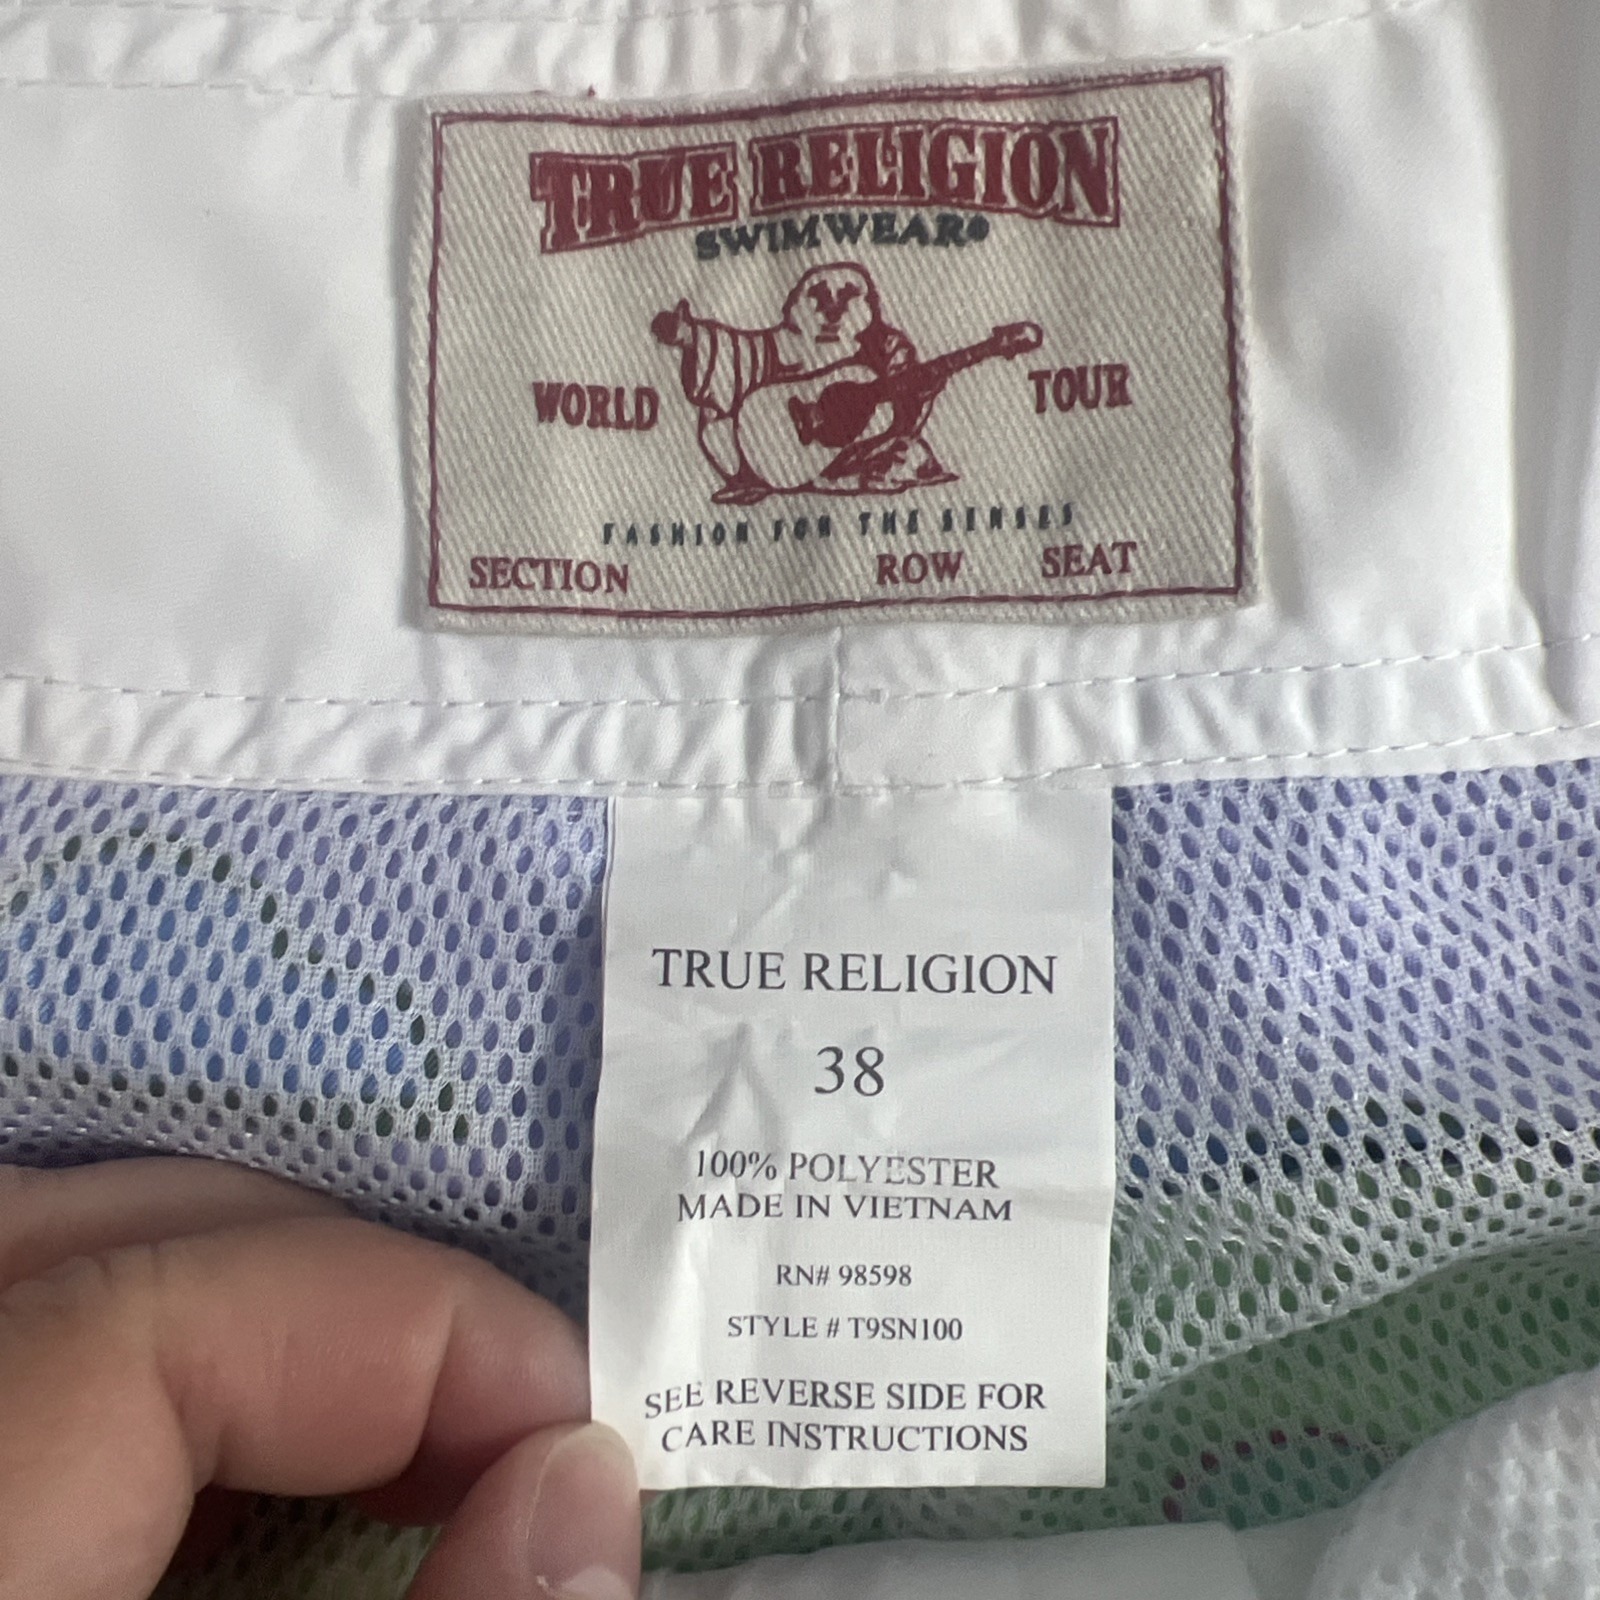 TRUE RELIGION
SWIMWEAR®
WORLD TOUR
FASHION FOR THE SENSES
SECTION ROW SEAT
TRUE RELIGION
38
100% POLYESTER
MADE IN VIETNAM
RN# 98598
STYLE # T9SN100
SEE REVERSE SIDE FOR
CARE INSTRUCTIONS